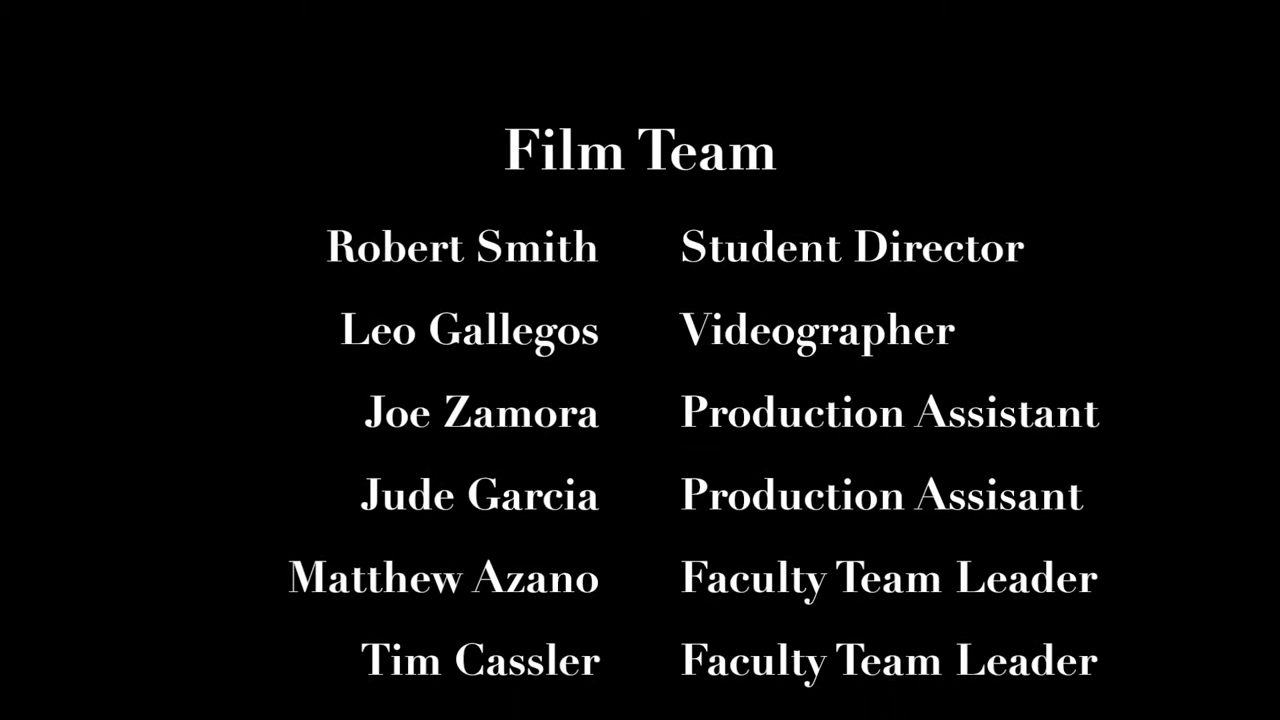 Film Team
Robert Smith Student Director
Leo Gallegos Videographer
Joe Zamora Production Assistant
Jude Garcia Production Assisant
Matthew Azano Faculty Team Leader
Tim Cassler Faculty Team Leader